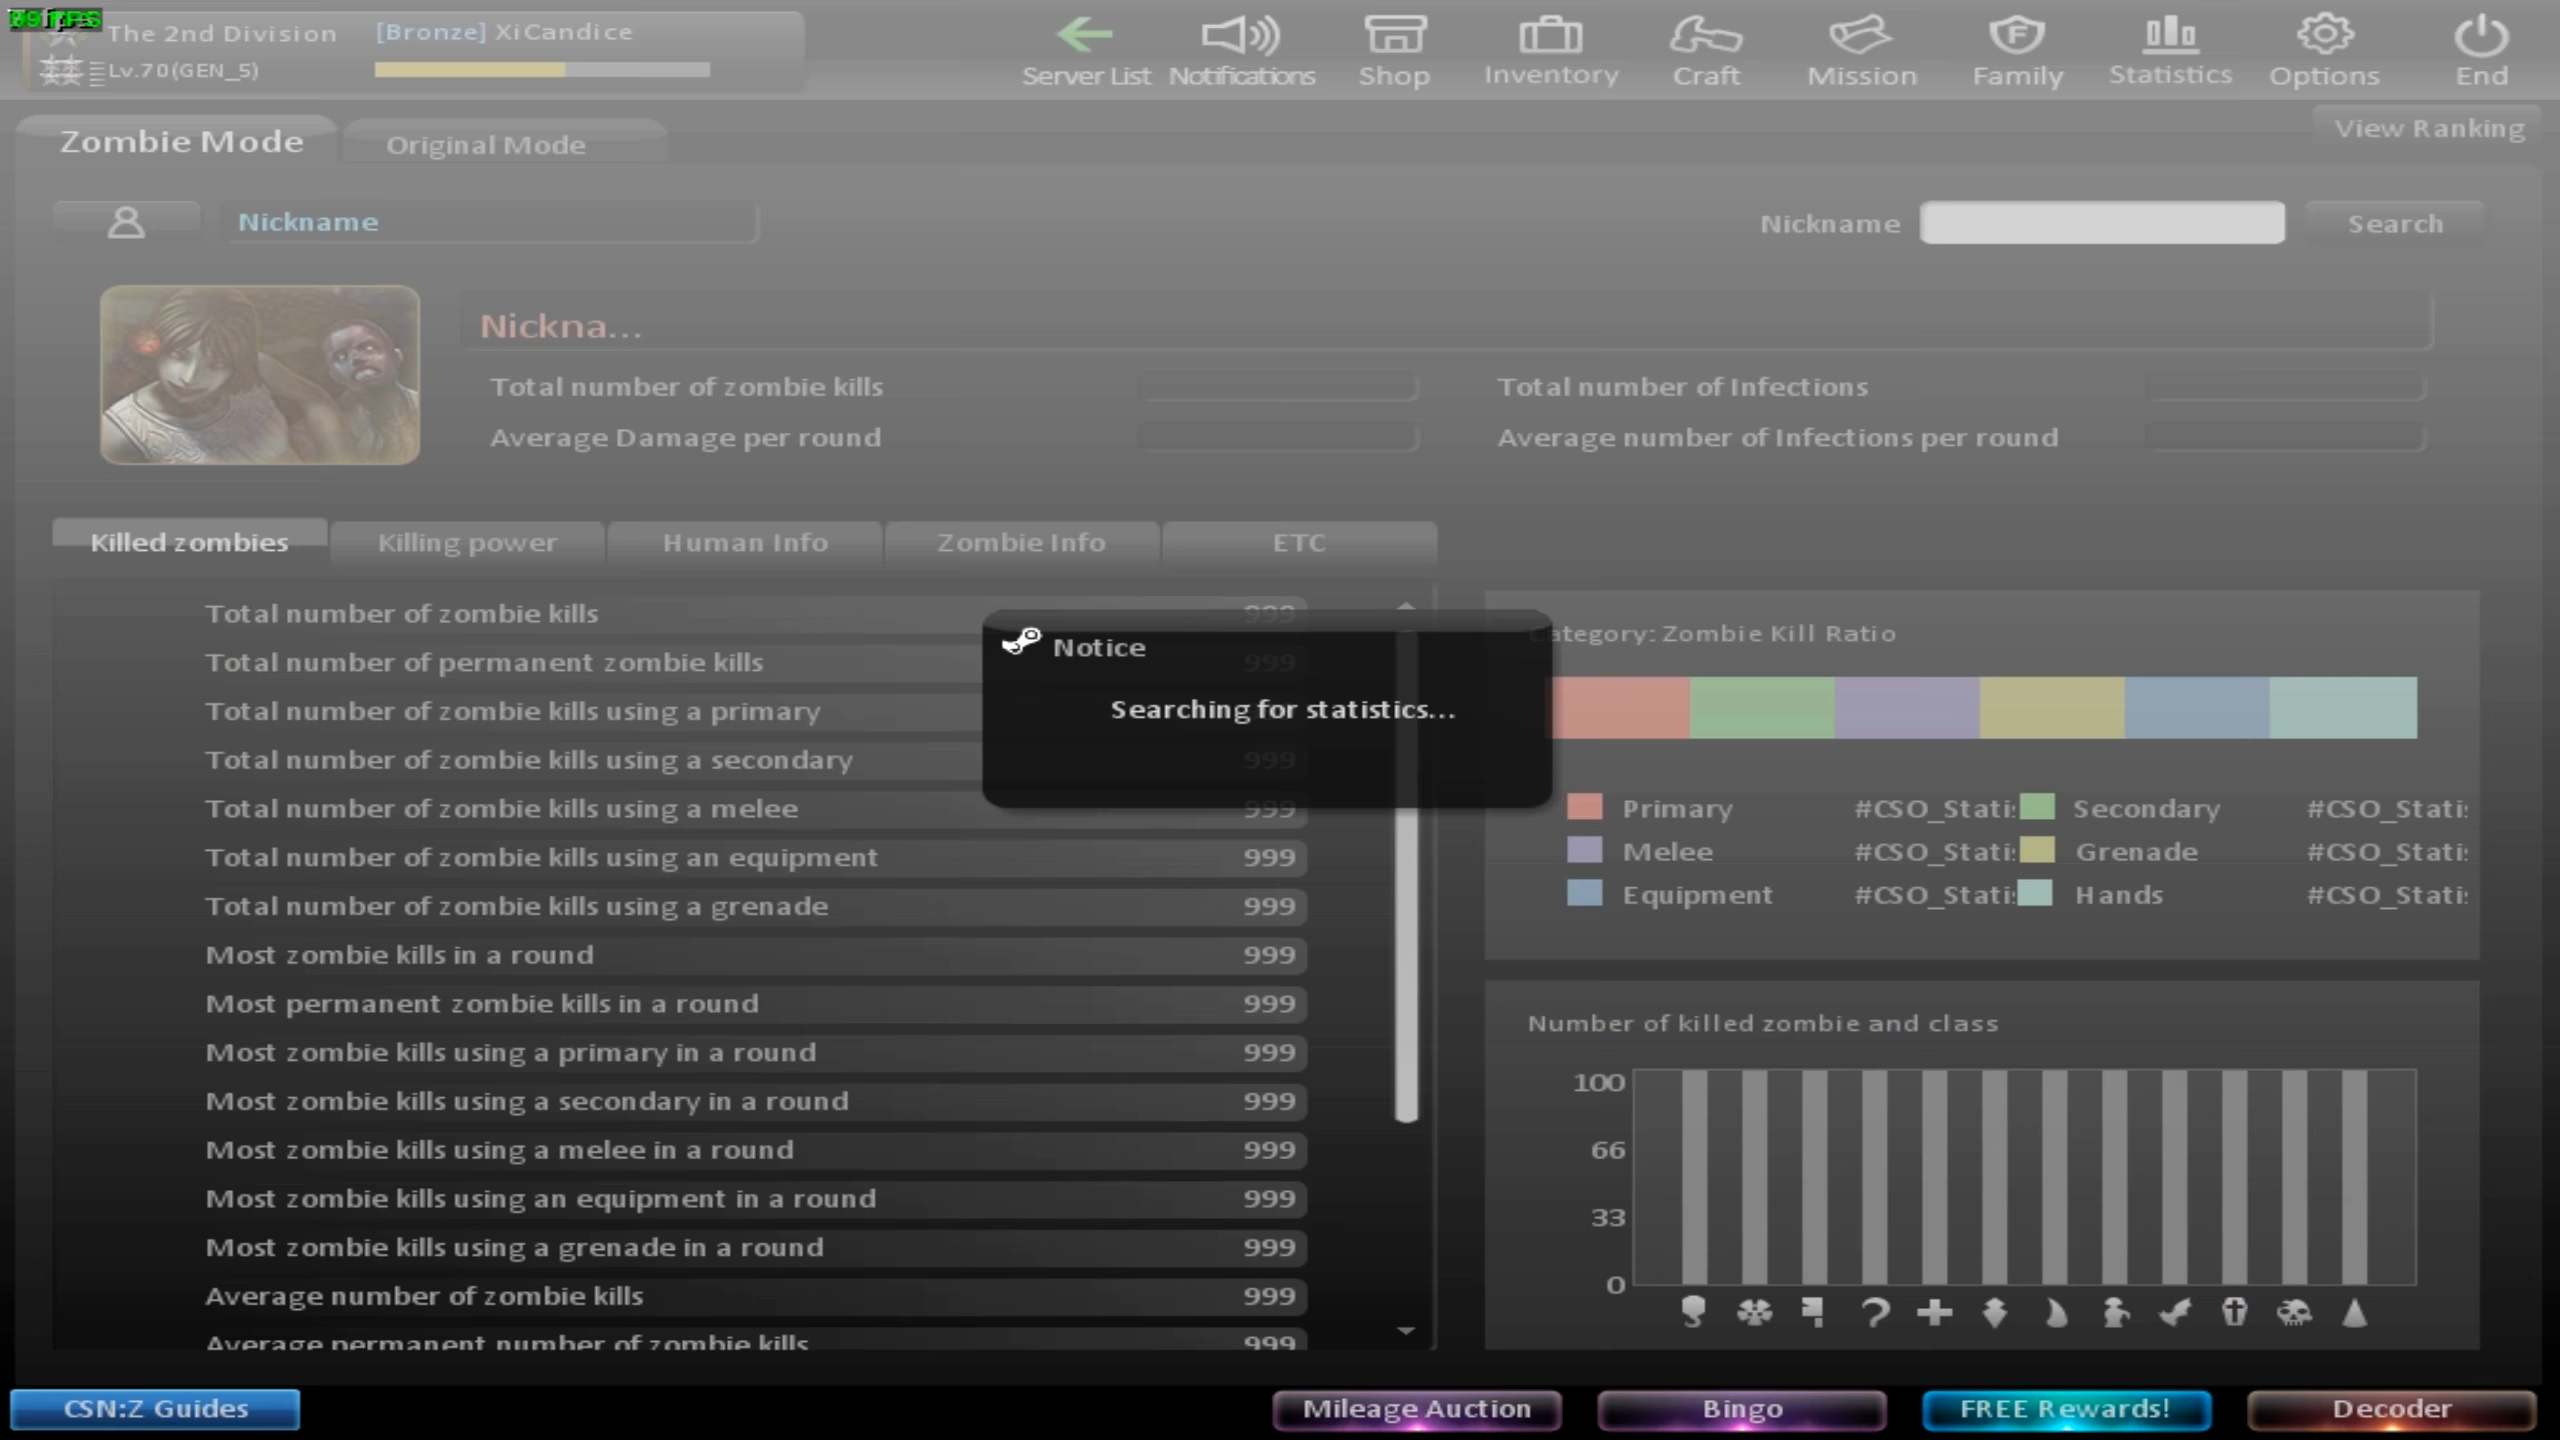 The 2nd Division
[Bronze] XiCandice
Lv.70(GEN_5)
Server List
Notifications
Shop
Inventory
Craft
Mission
Family
Statistics
Options
End
Zombie Mode
Original Mode
View Ranking
Nickname
Nickname
Search
Nickna...
Total number of zombie kills
Total number of Infections
Average Damage per round
Average number of Infections per round
Killed zombies
Killing power
Human Info
Zombie Info
ETC
Total number of zombie kills 999
Total number of permanent zombie kills 999
Total number of zombie kills using a primary
Total number of zombie kills using a secondary 999
Total number of zombie kills using a melee 999
Total number of zombie kills using an equipment 999
Total number of zombie kills using a grenade 999
Most zombie kills in a round 999
Most permanent zombie kills in a round 999
Most zombie kills using a primary in a round 999
Most zombie kills using a secondary in a round 999
Most zombie kills using a melee in a round 999
Most zombie kills using an equipment in a round 999
Most zombie kills using a grenade in a round 999
Average number of zombie kills 999
Average permanent number of zombie kills 999
Notice
Searching for statistics...
Category: Zombie Kill Ratio
Primary #CSO_Stati Secondary #CSO_Stati
Melee #CSO_Stati Grenade #CSO_Stati
Equipment #CSO_Stati Hands #CSO_Stati
Number of killed zombie and class
100
66
33
0
CSN:Z Guides
Mileage Auction
Bingo
FREE Rewards!
Decoder